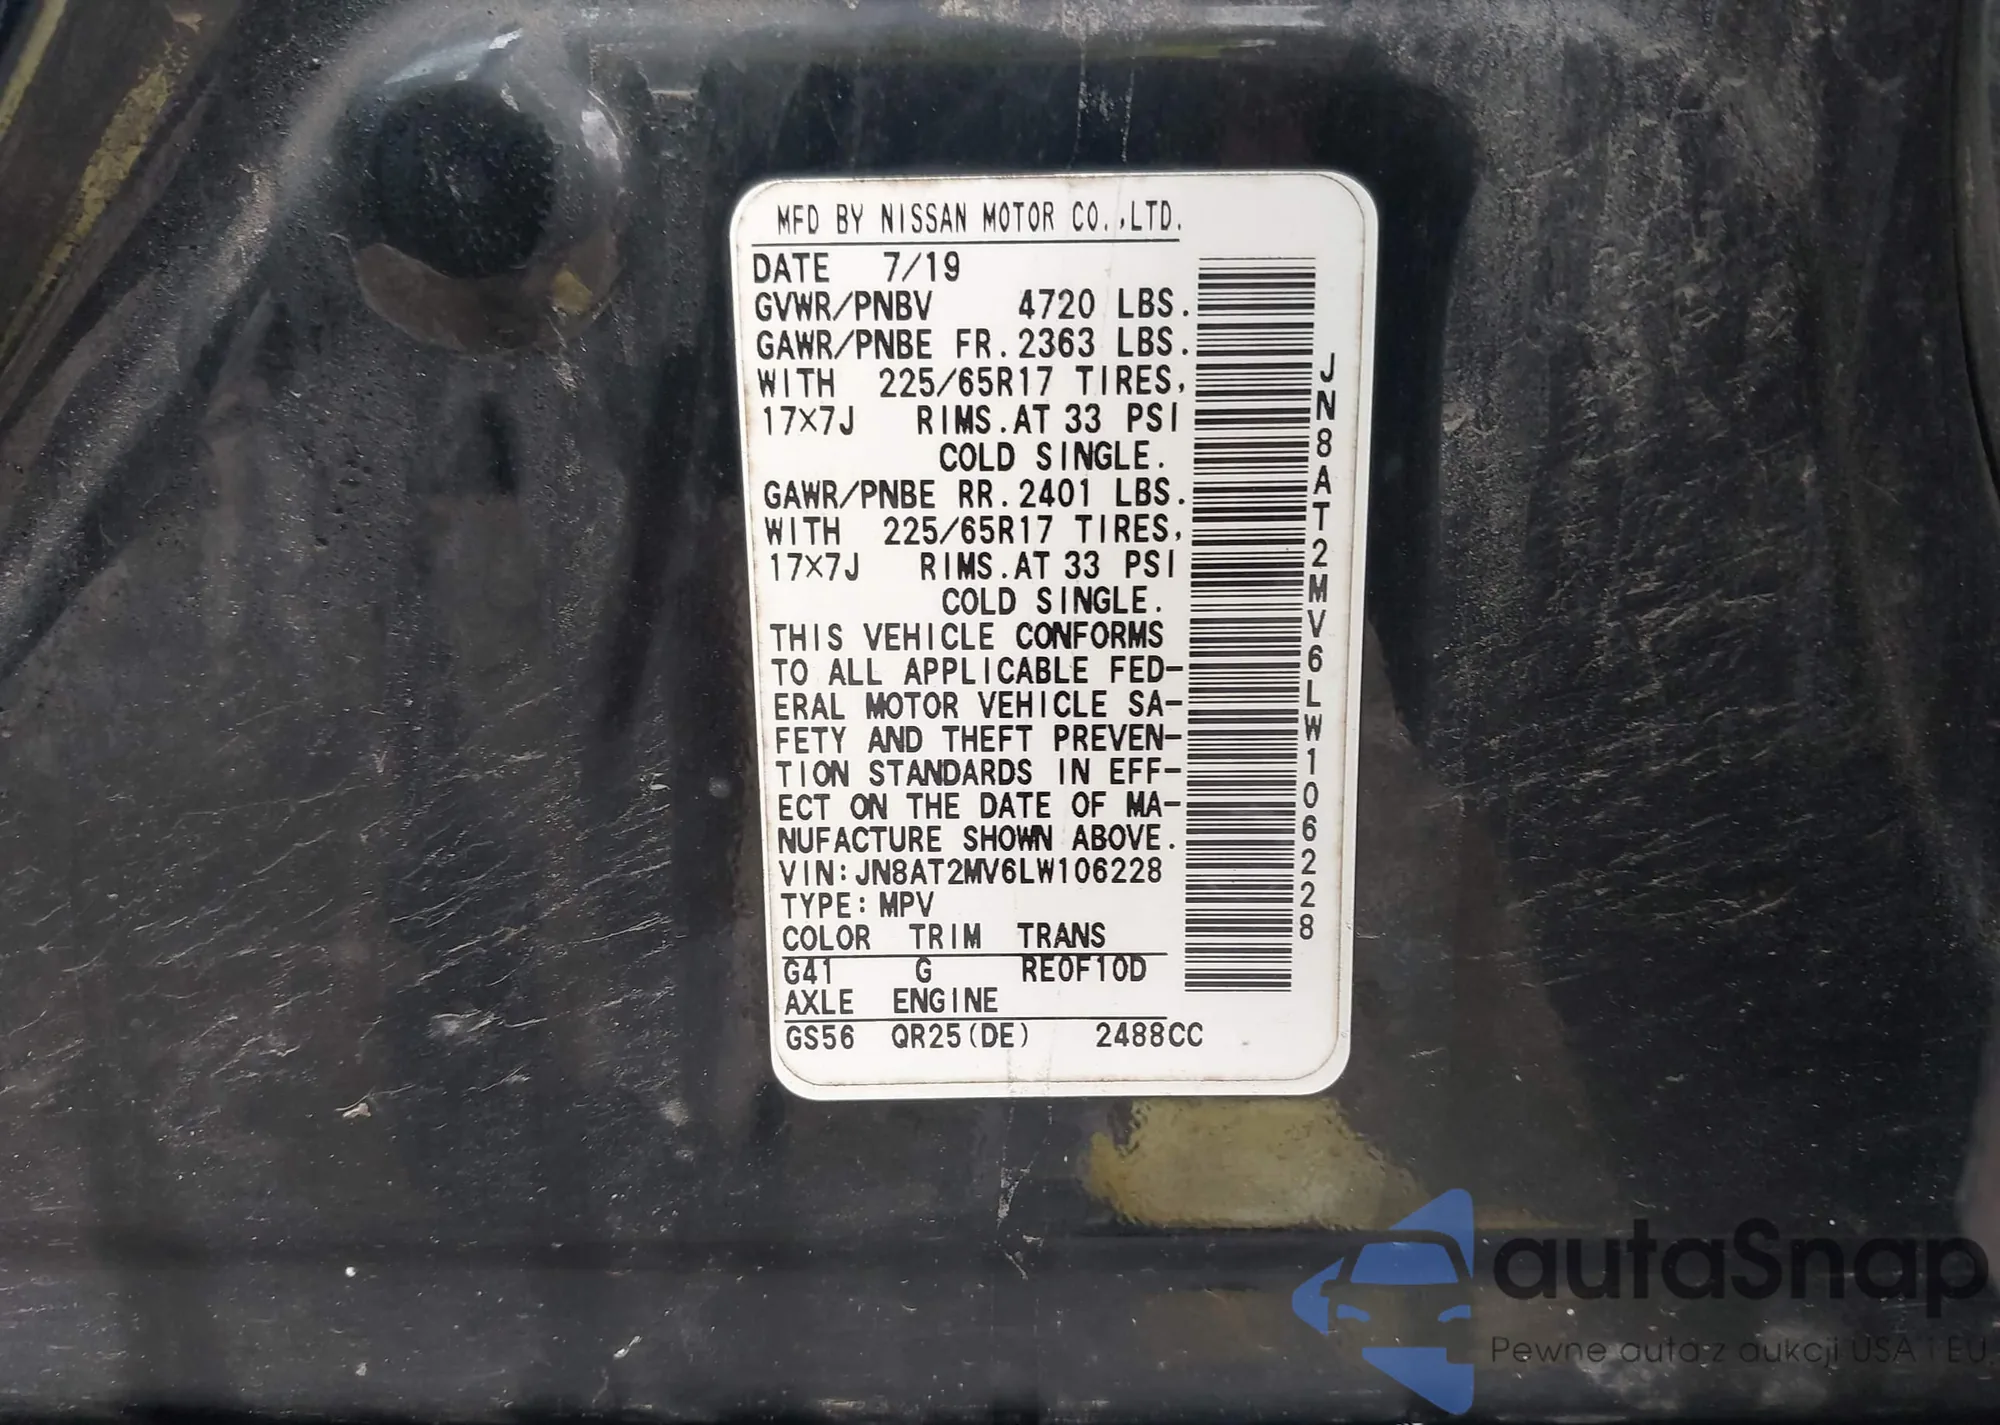 MFD BY NISSAN MOTOR CO.,LTD.
DATE 7/19
GVWR/PNBV 4720 LBS.
GAWR/PNBE FR. 2363 LBS.
WITH 225/65R17 TIRES,
17×7J RIMS. AT 33 PSI
COLD SINGLE.
GAWR/PNBE RR. 2401 LBS.
WITH 225/65R17 TIRES,
17×7J RIMS. AT 33 PSI
COLD SINGLE.
THIS VEHICLE CONFORMS
TO ALL APPLICABLE FED-
ERAL MOTOR VEHICLE SA-
FETY AND THEFT PREVEN-
TION STANDARDS IN EFF-
ECT ON THE DATE OF MA-
NUFACTURE SHOWN ABOVE.
VIN: JN8AT2MV6LW106228
TYPE: MPV
COLOR TRIM TRANS
G41 G RE0F10D
AXLE ENGINE
GS56 QR25(DE) 2488CC
JN8AT2MV6LW106228
autaSnap
Pewne auta z aukcji USA i EU